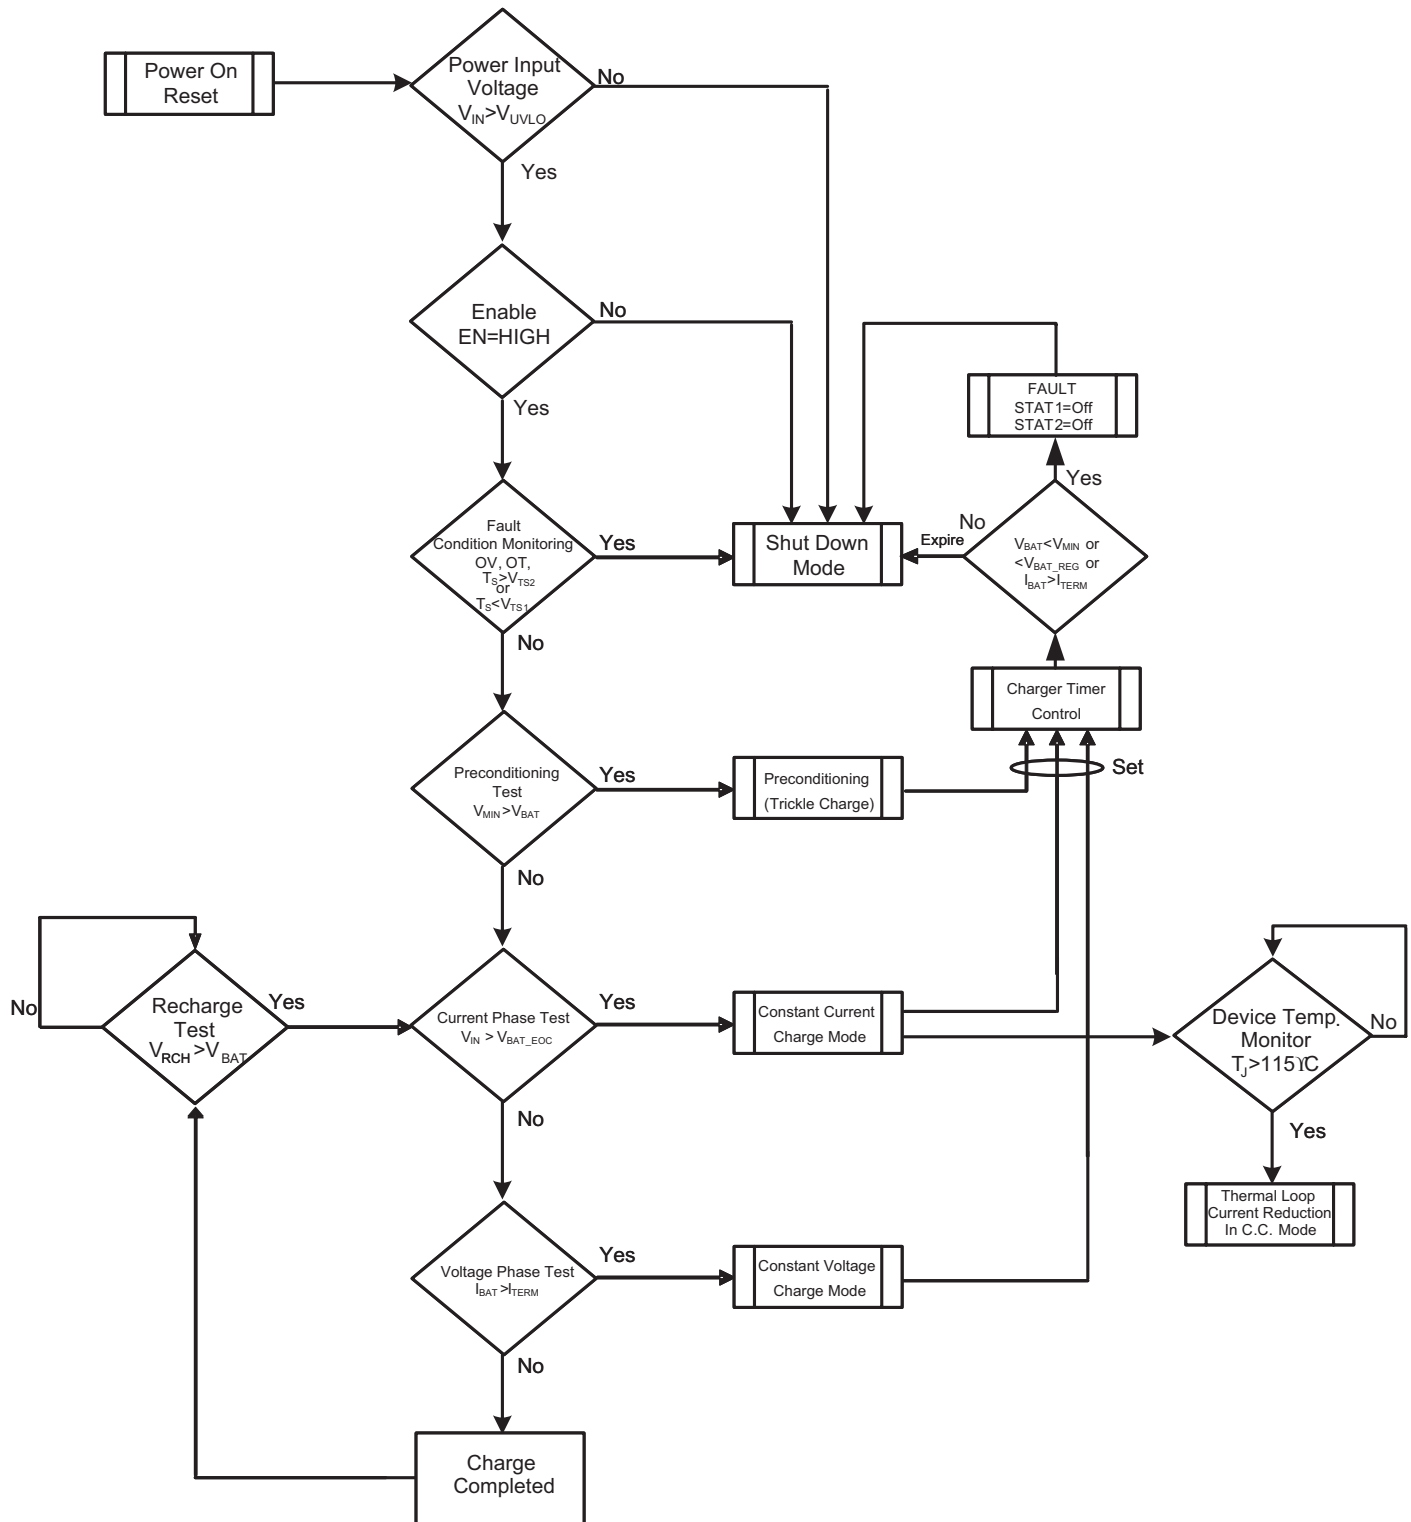 Power On
Reset
Power Input
Voltage
V_IN>V_UVLO
No
Yes
Enable
EN=HIGH
No
Yes
FAULT
STAT1=Off
STAT2=Off
Yes
Fault
Condition Monitoring
OV, OT,
T_S>V_TS2
or
T_S<V_TS1
Yes
No
Shut Down
Mode
Expire
No
V_BAT<V_MIN or
<V_BAT_REG or
I_BAT>I_TERM
Charger Timer
Control
Set
Preconditioning
Test
V_MIN>V_BAT
Yes
No
Preconditioning
(Trickle Charge)
No
Recharge
Test
V_RCH>V_BAT
Yes
Current Phase Test
V_IN > V_BAT_EOC
Yes
No
Constant Current
Charge Mode
Device Temp.
Monitor
T_J>115ϒC
No
Yes
Thermal Loop
Current Reduction
In C.C. Mode
Voltage Phase Test
I_BAT>I_TERM
Yes
No
Constant Voltage
Charge Mode
Charge
Completed